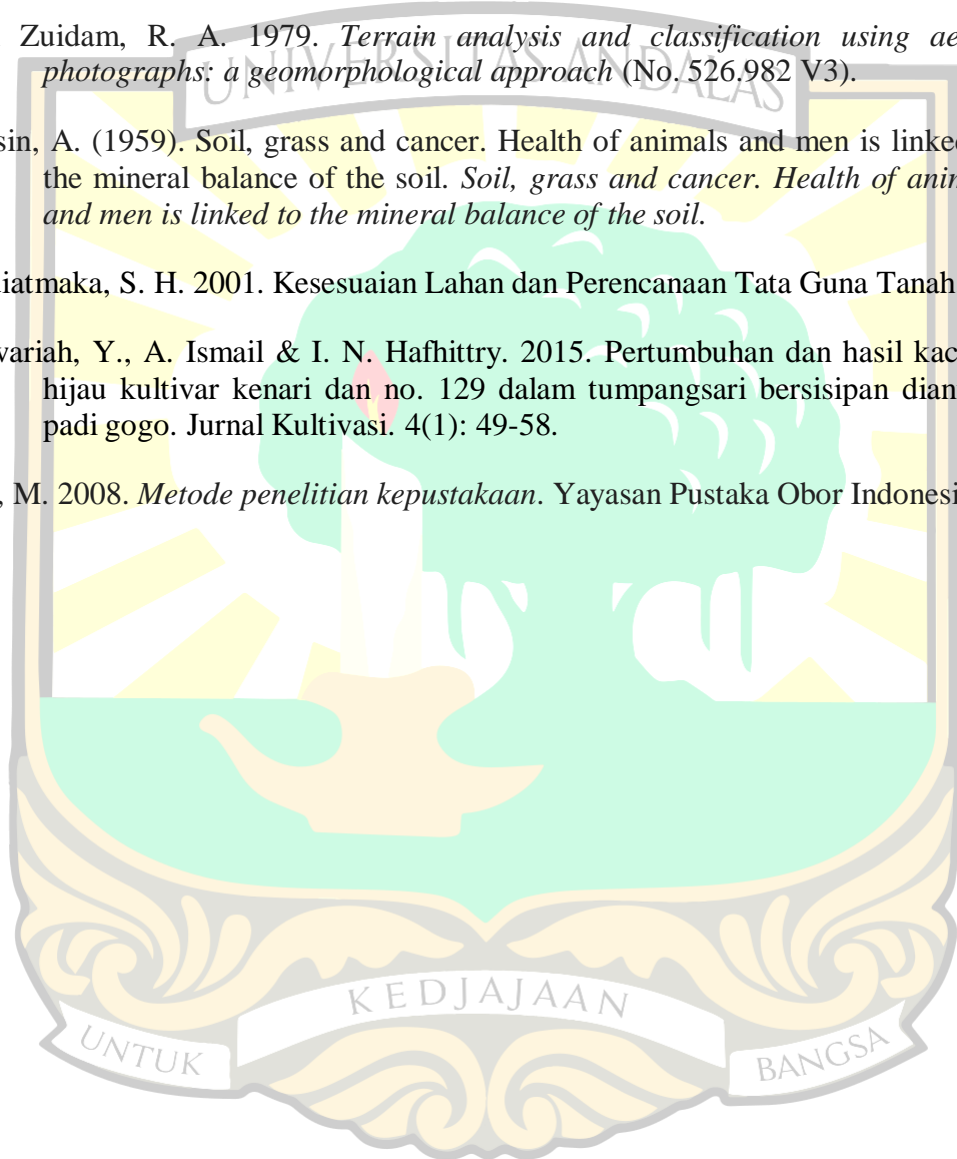 Zuidam, R. A. 1979. Terrain analysis and classification using ae
photographs: a geomorphological approach (No. 526.982 V3).
UNIVERSITAS ANDALAS
sin, A. (1959). Soil, grass and cancer. Health of animals and men is linked
the mineral balance of the soil. Soil, grass and cancer. Health of anim
and men is linked to the mineral balance of the soil.
iatmaka, S. H. 2001. Kesesuaian Lahan dan Perencanaan Tata Guna Tanah
variah, Y., A. Ismail & I. N. Hafhittry. 2015. Pertumbuhan dan hasil kac
hijau kultivar kenari dan no. 129 dalam tumpangsari bersisipan dian
padi gogo. Jurnal Kultivasi. 4(1): 49-58.
, M. 2008. Metode penelitian kepustakaan. Yayasan Pustaka Obor Indonesi
UNTUK KEDJAJAAN BANGSA